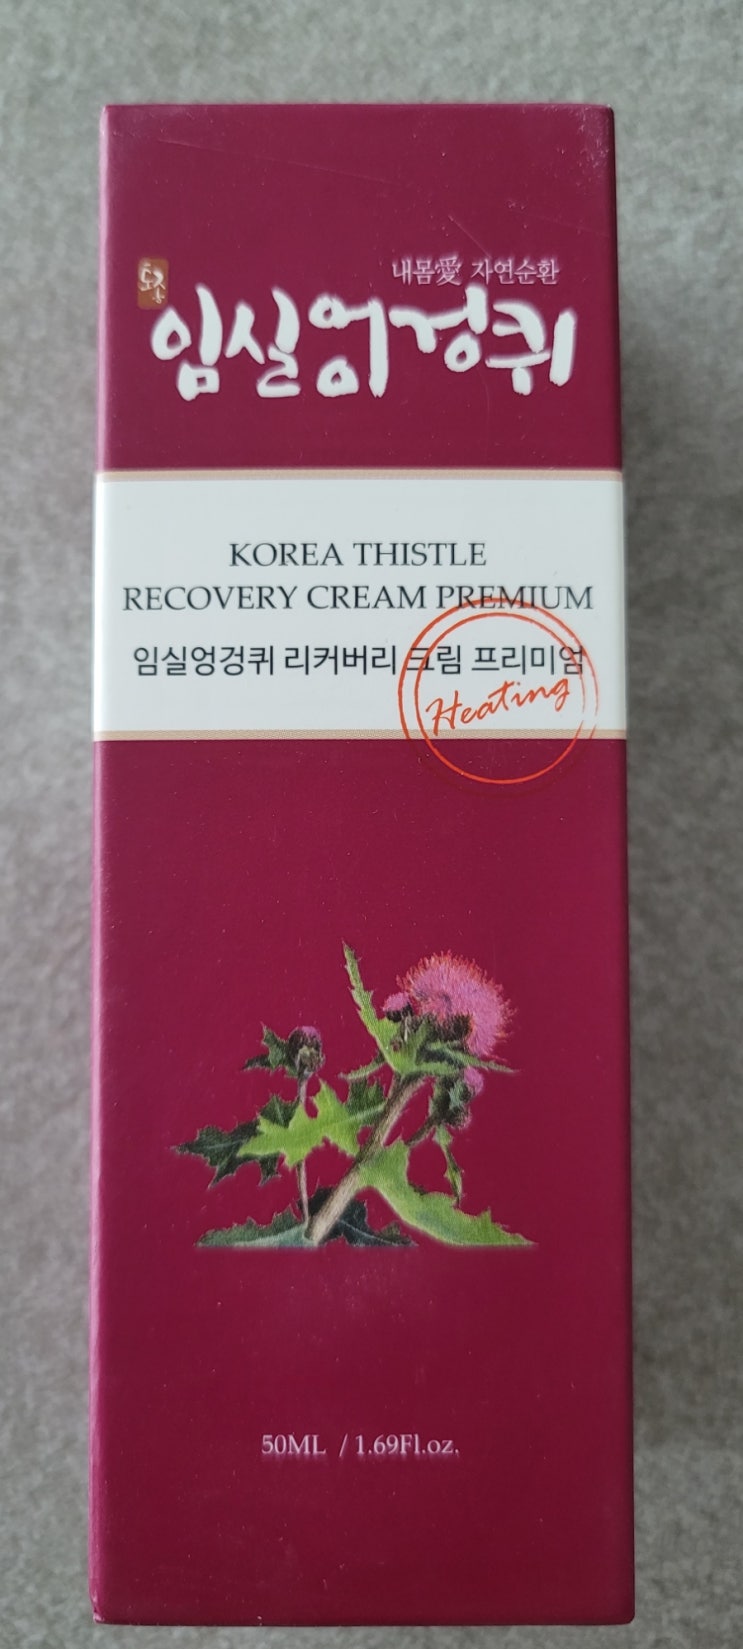 내몸愛 자연순환
임실엉겅퀴
KOREA THISTLE
RECOVERY CREAM PREMIUM
임실엉겅퀴 리커버리 크림 프리미엄
Heating
50ML / 1.69Fl.oz.